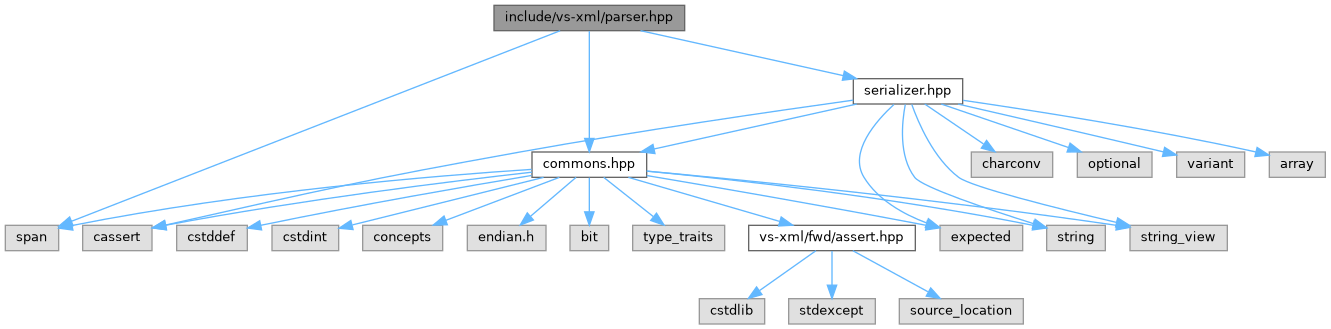 include/vs-xml/parser.hpp
serializer.hpp
commons.hpp
charconv
optional
variant
array
span
cassert
cstddef
cstdint
concepts
endian.h
bit
type_traits
vs-xml/fwd/assert.hpp
expected
string
string_view
cstdlib
stdexcept
source_location